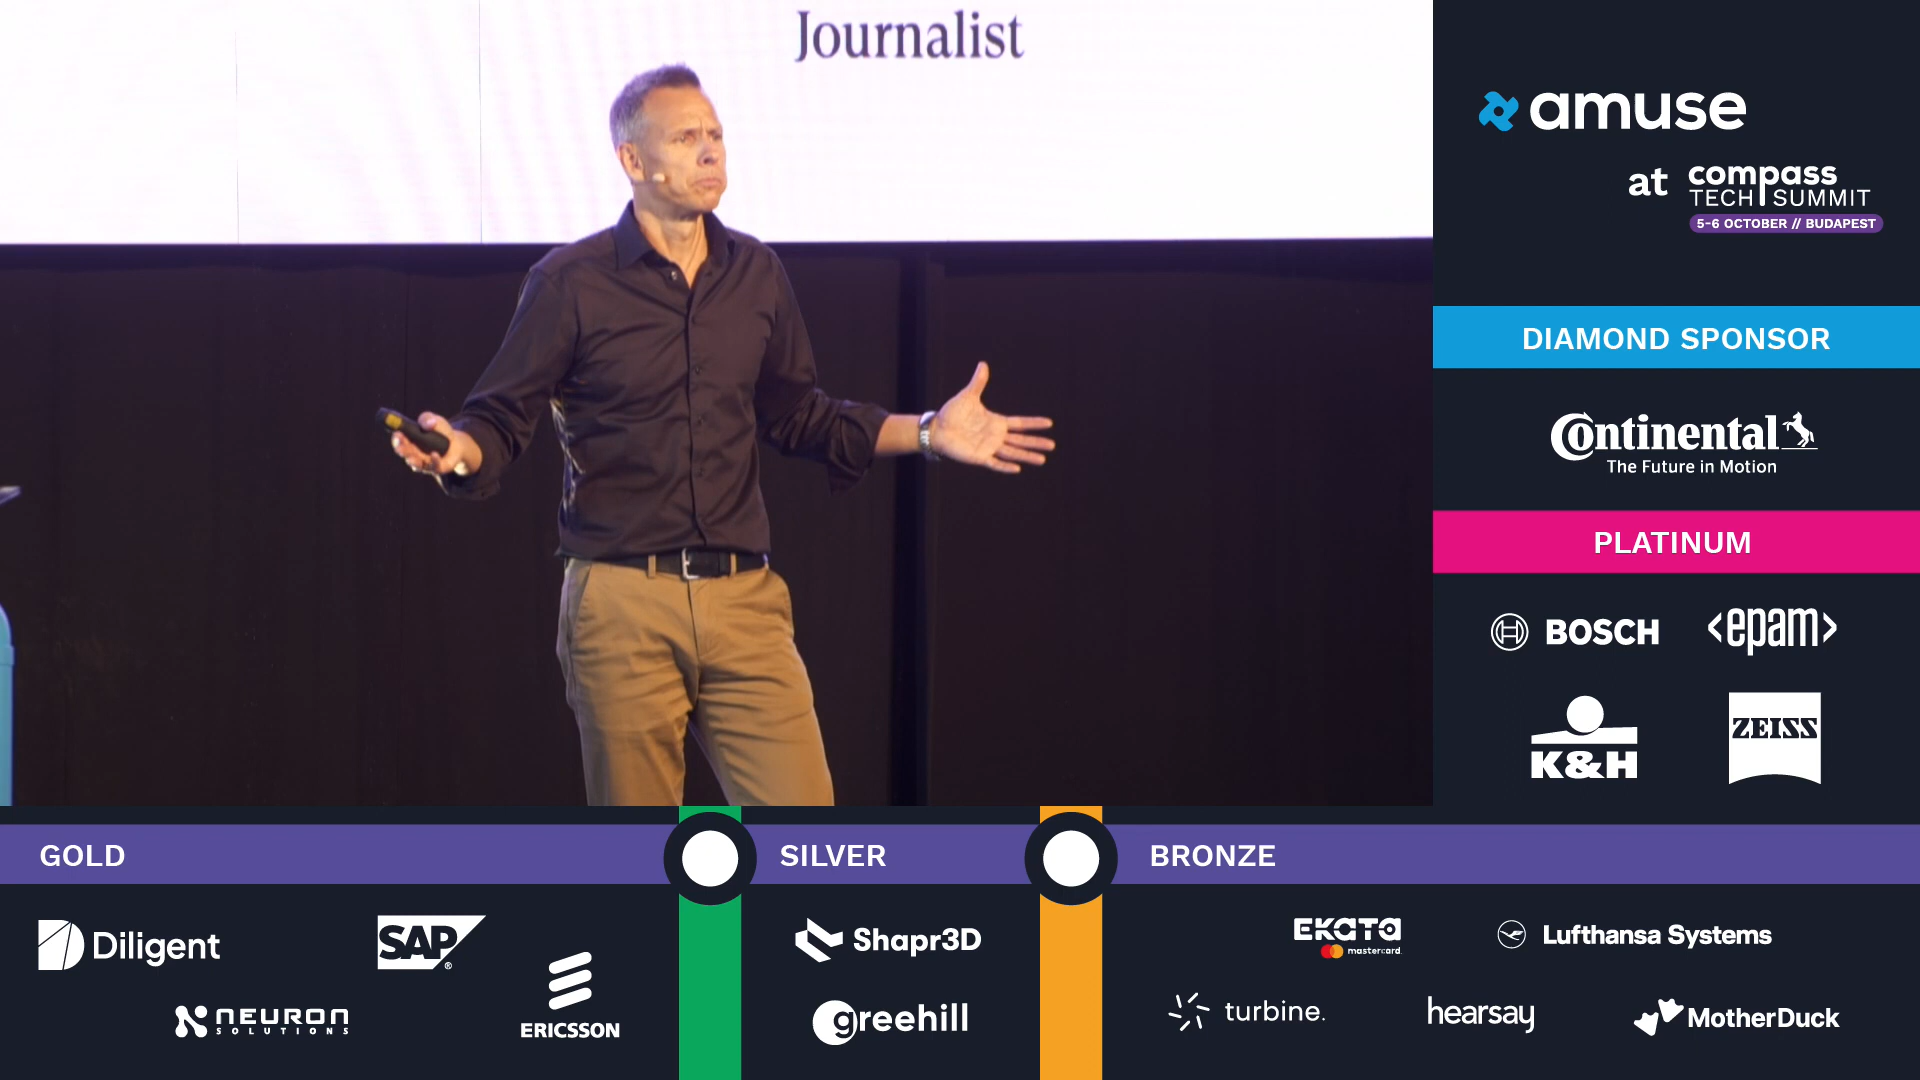 Journalist
amuse
at compass
TECH SUMMIT
5-6 OCTOBER // BUDAPEST
DIAMOND SPONSOR
Continental
The Future in Motion
PLATINUM
BOSCH
<epam>
K&H
ZEISS
GOLD
SILVER
BRONZE
Diligent
SAP ®
NEURON
SOLUTIONS
ERICSSON
Shapr3D
greehill
EKATA
mastercard.
Lufthansa Systems
turbine.
hearsay
MotherDuck